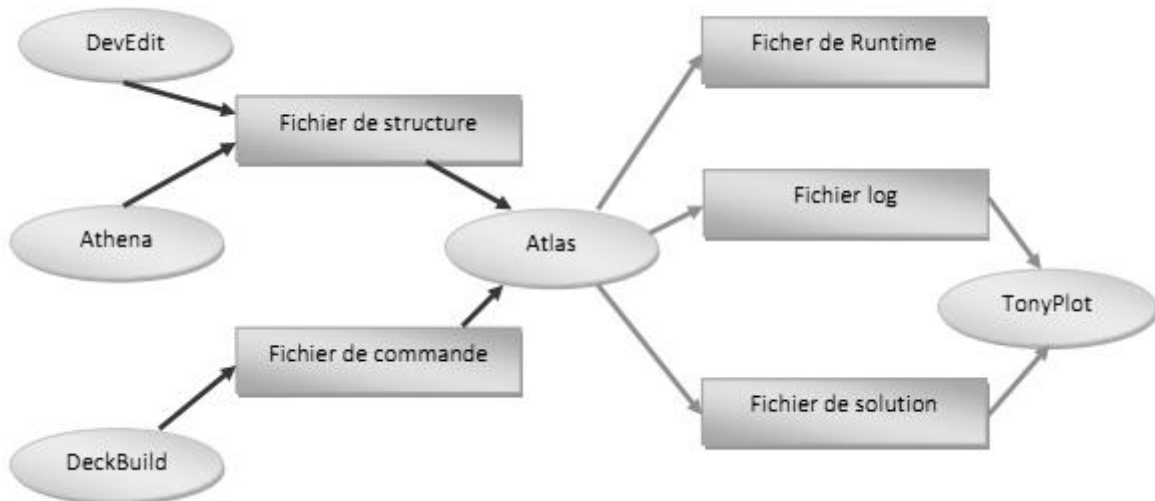 DevEdit
Ficher de Runtime
Fichier de structure
Fichier log
Athena
Atlas
TonyPlot
Fichier de commande
Fichier de solution
DeckBuild